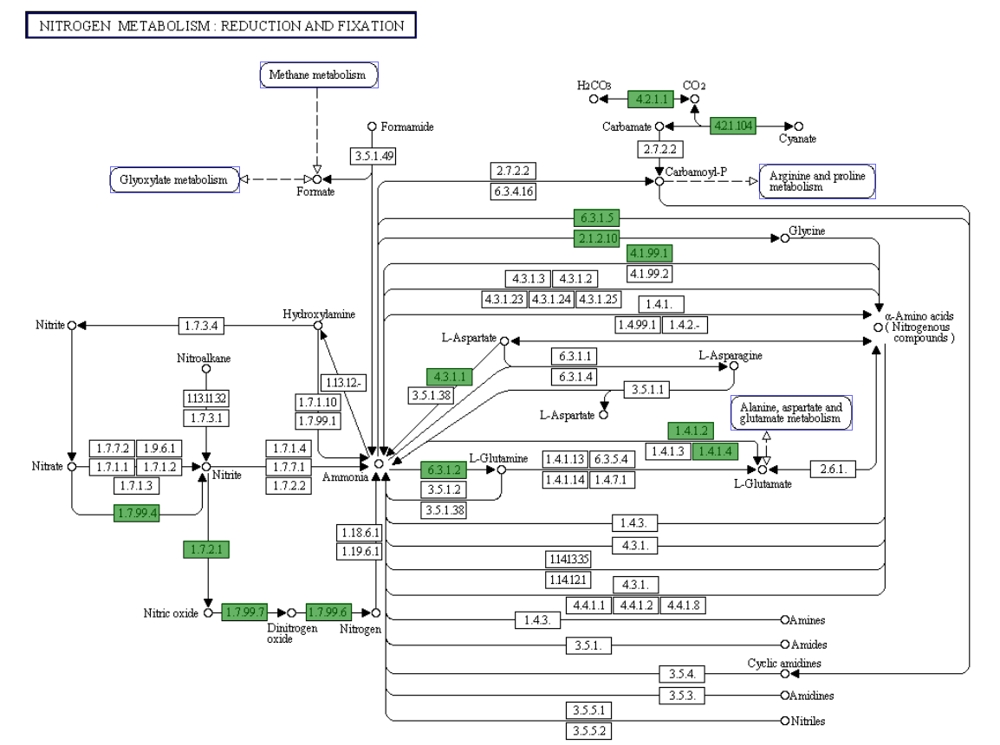 NITROGEN METABOLISM : REDUCTION AND FIXATION
Methane metabolism
H2CO3
CO2
4.2.1.1
Formamide
Carbamate
4.2.1.104
Cyanate
3.5.1.49
2.7.2.2
Glyoxylate metabolism
Formate
2.7.2.2
6.3.4.16
Carbamoyl-P
Arginine and proline
metabolism
6.3.1.5
2.1.2.10
Glycine
4.1.99.1
4.1.99.2
4.3.1.3
4.3.1.2
4.3.1.23
4.3.1.24
4.3.1.25
1.4.1.
1.4.99.1
1.4.2.-
α-Amino acids
( Nitrogenous
compounds )
Nitrite
1.7.3.4
Hydroxylamine
L-Aspartate
Nitroalkane
6.3.1.1
6.3.1.4
L-Asparagine
1.13.12.-
4.3.1.1
3.5.1.38
3.5.1.1
1.13.11.32
1.7.3.1
1.7.1.10
1.7.99.1
L-Aspartate
Alanine, aspartate and
glutamate metabolism
1.4.1.2
1.4.1.3
1.4.1.4
1.7.7.2
1.9.6.1
1.7.1.1
1.7.1.2
1.7.1.3
Nitrate
Nitrite
1.7.1.4
1.7.7.1
1.7.2.2
Ammonia
L-Glutamine
6.3.1.2
3.5.1.2
3.5.1.38
1.4.1.13
6.3.5.4
1.4.1.14
1.4.7.1
L-Glutamate
2.6.1.
1.7.99.4
1.4.3.
1.7.2.1
1.18.6.1
1.19.6.1
4.3.1.
1.14.13.35
1.14.12.1
4.3.1.
4.4.1.1
4.4.1.2
4.4.1.8
Nitric oxide
1.7.99.7
Dinitrogen
oxide
1.7.99.6
Nitrogen
1.4.3.
Amines
3.5.1.
Amides
Cyclic amidines
3.5.4.
3.5.3.
Amidines
3.5.5.1
3.5.5.2
Nitriles